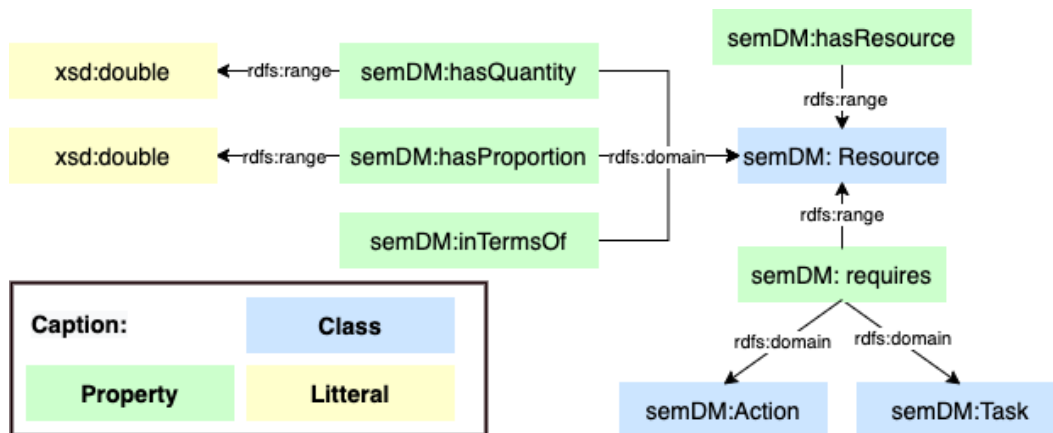 semDM:hasResource
xsd:double
rdfs:range
semDM:hasQuantity
rdfs:range
xsd:double
rdfs:range
semDM:hasProportion
rdfs:domain
semDM: Resource
rdfs:range
semDM:inTermsOf
semDM: requires
Caption:
Class
rdfs:domain
rdfs:domain
Property
Litteral
semDM:Action
semDM:Task